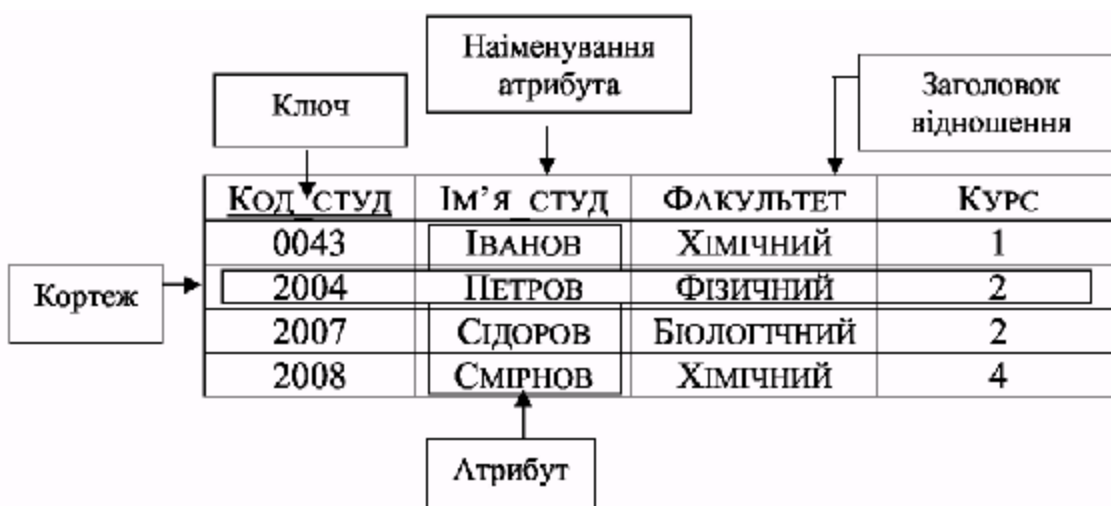 Наіменування
атрибута
Ключ
Заголовок
відношення
Код_студ Ім’я_студ Факультет Курс
0043 Іванов Хімічний 1
Кортеж
2004 Петров Фізичний 2
2007 Сідоров Біологічний 2
2008 Смірнов Хімічний 4
Атрибут